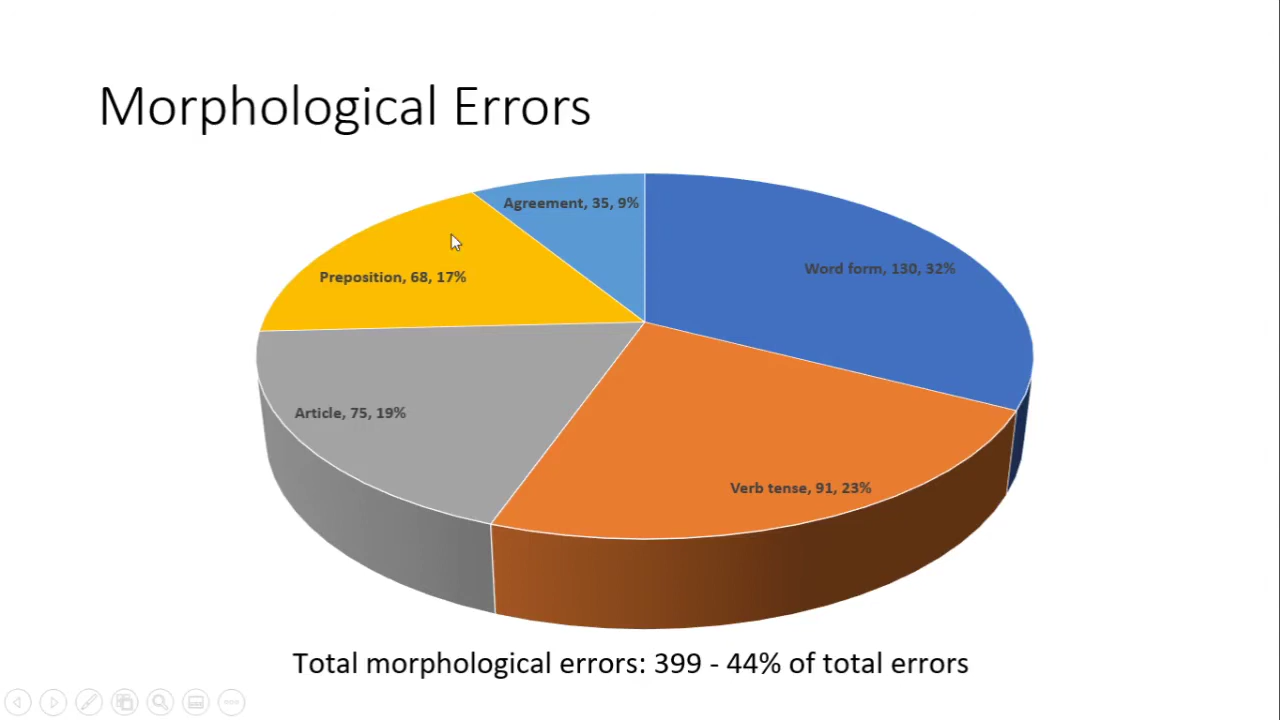 Morphological Errors
Agreement, 35, 9%
Word form, 130, 32%
Preposition, 68, 17%
Article, 75, 19%
Verb tense, 91, 23%
Total morphological errors: 399 - 44% of total errors